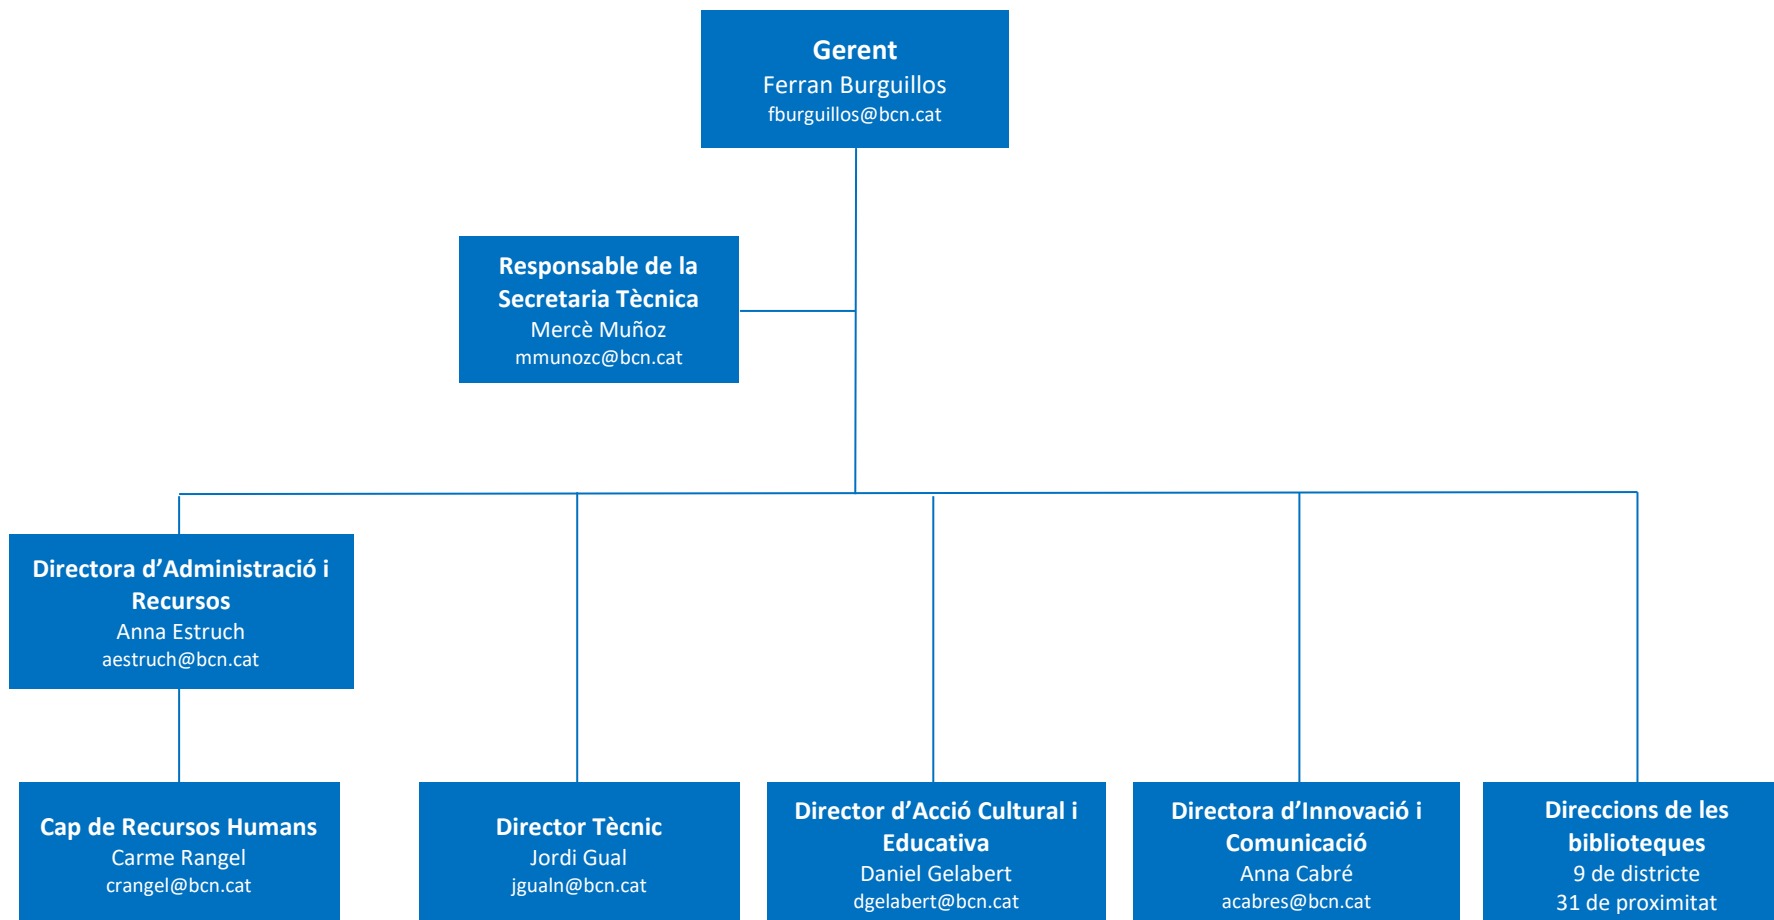 Gerent
Ferran Burguillos
fburguillos@bcn.cat
Responsable de la
Secretaria Tècnica
Mercè Muñoz
mmunozc@bcn.cat
Directora d’Administració i
Recursos
Anna Estruch
aestruch@bcn.cat
Cap de Recursos Humans
Carme Rangel
crangel@bcn.cat
Director Tècnic
Jordi Gual
jgualn@bcn.cat
Director d’Acció Cultural i
Educativa
Daniel Gelabert
dgelabert@bcn.cat
Directora d’Innovació i
Comunicació
Anna Cabré
acabres@bcn.cat
Direccions de les
biblioteques
9 de districte
31 de proximitat